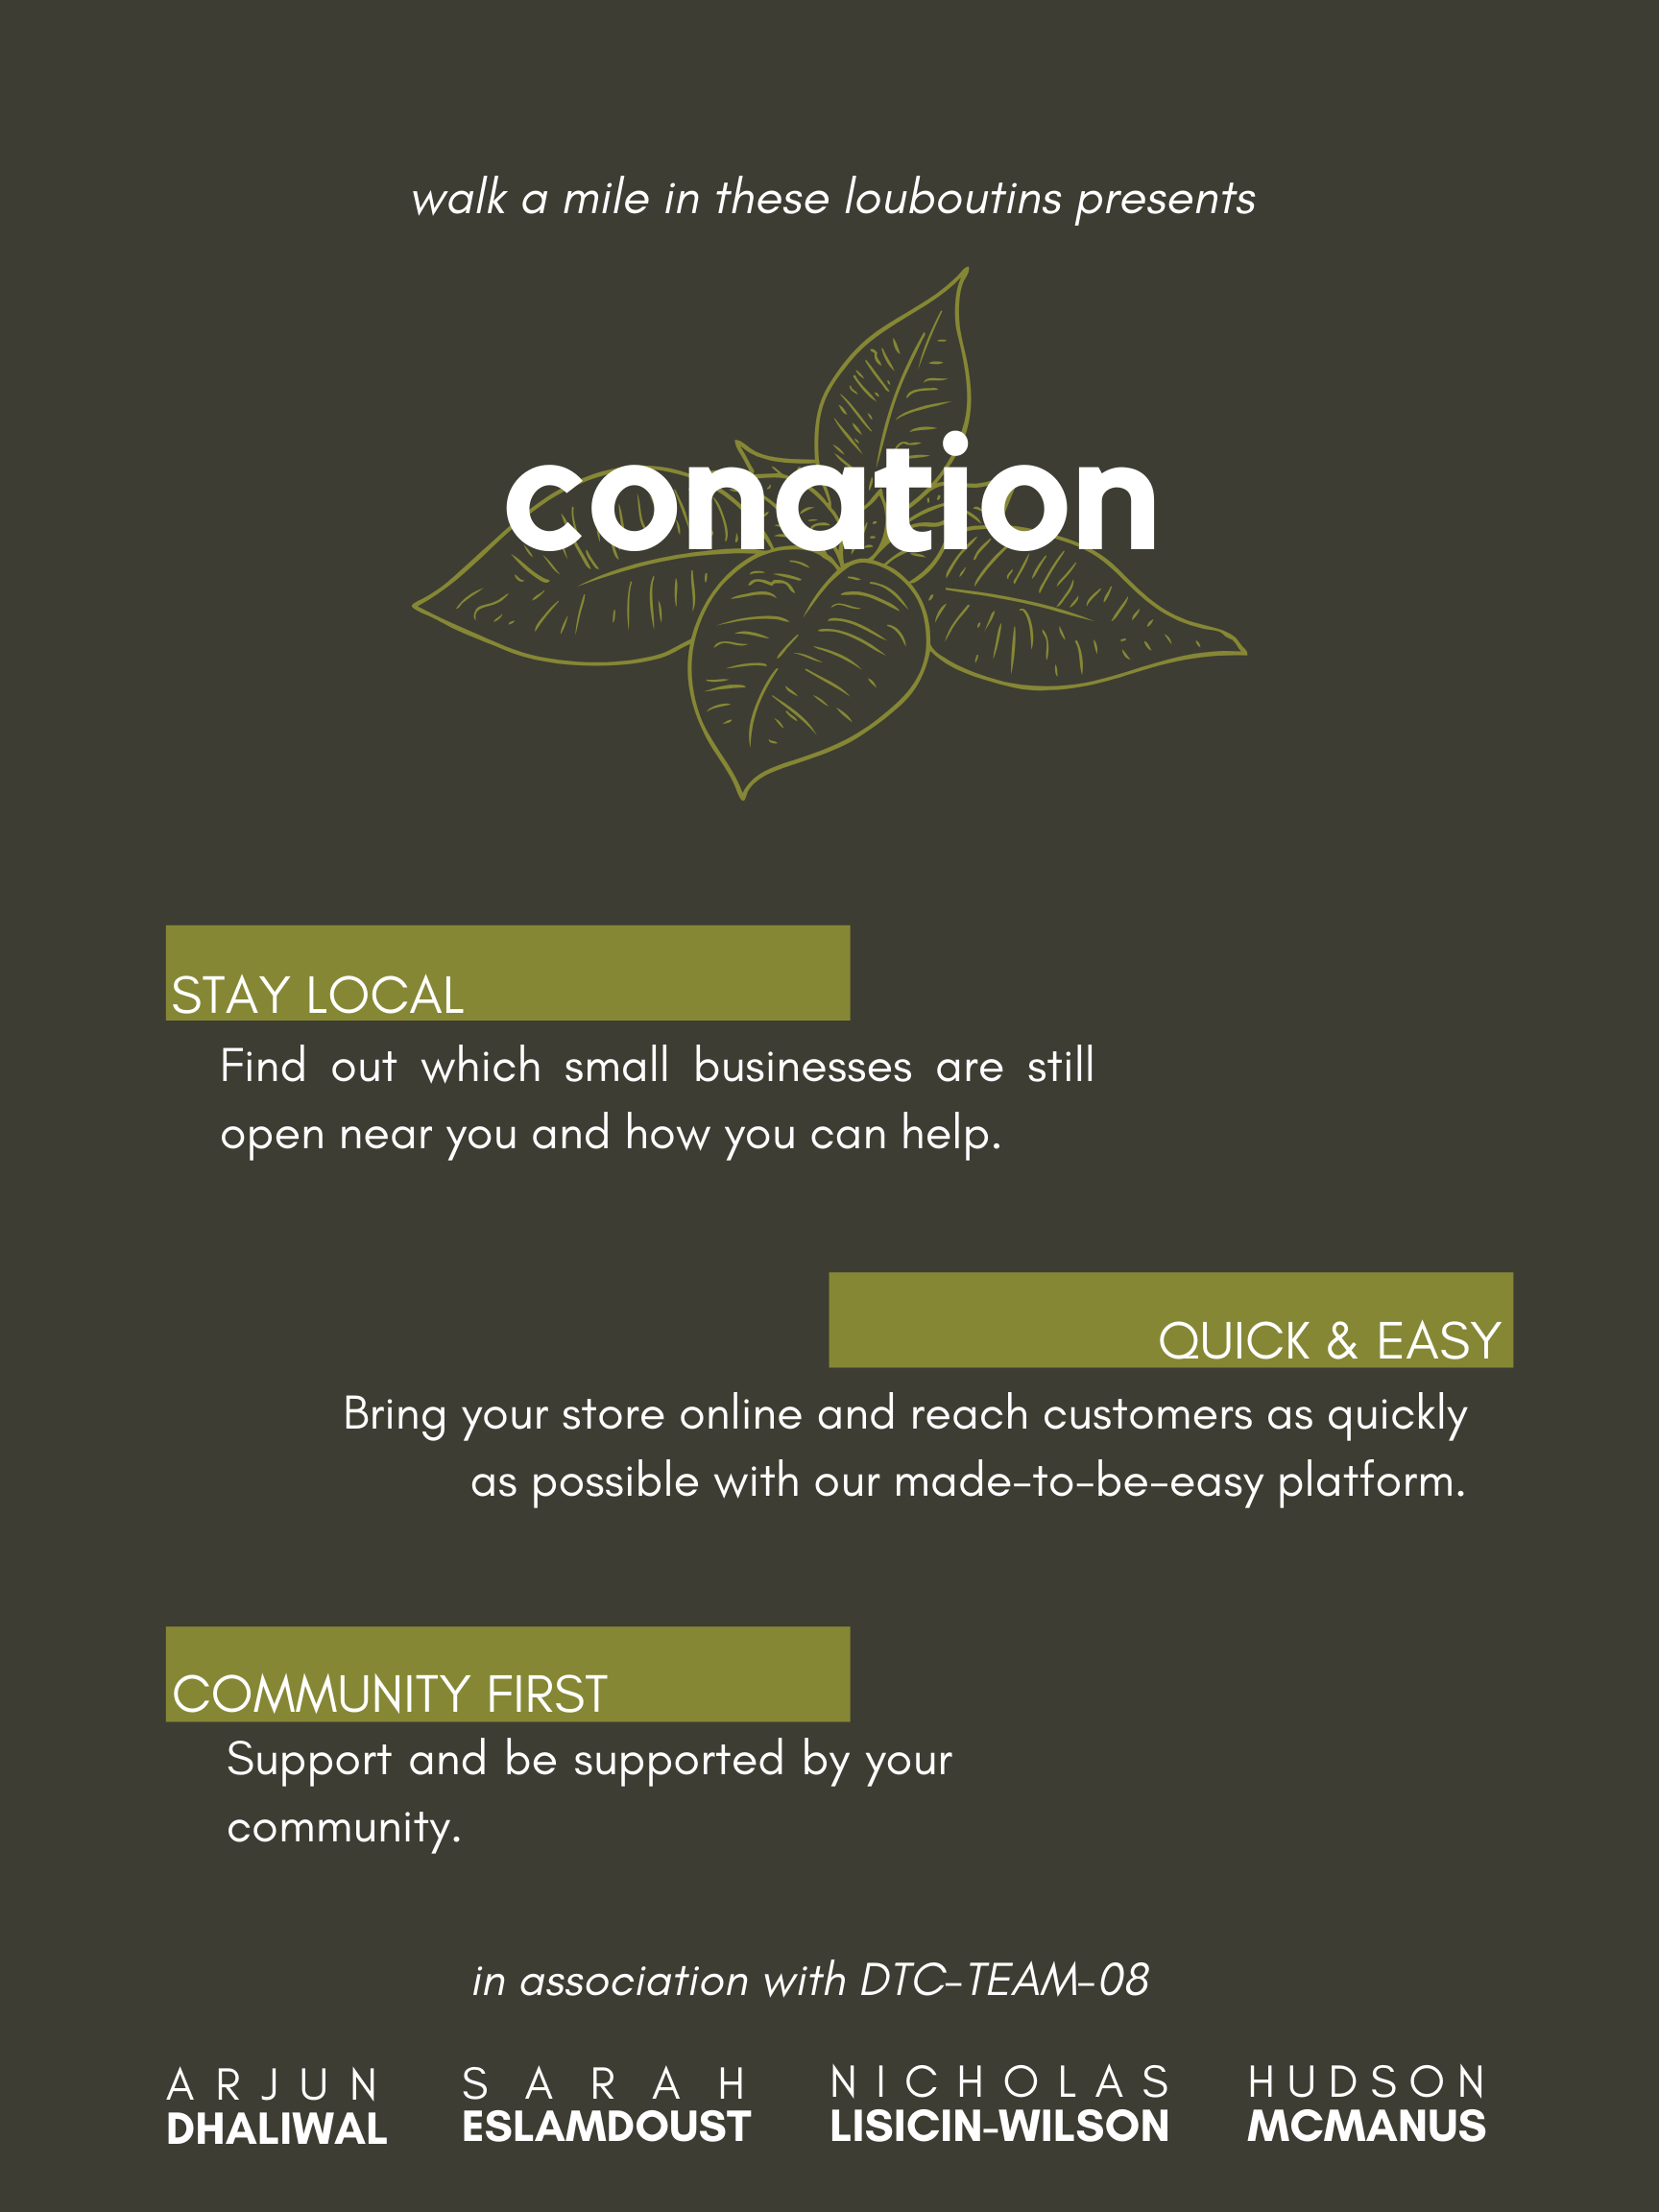 walk a mile in these louboutins presents
conation
STAY LOCAL
Find out which small businesses are still
open near you and how you can help.
QUICK & EASY
Bring your store online and reach customers as quickly
as possible with our made-to-be-easy platform.
COMMUNITY FIRST
Support and be supported by your
community.
in association with DTC-TEAM-08
ARJUN
DHALIWAL
SARAH
ESLAMDOUST
NICHOLAS
LISICIN-WILSON
HUDSON
MCMANUS